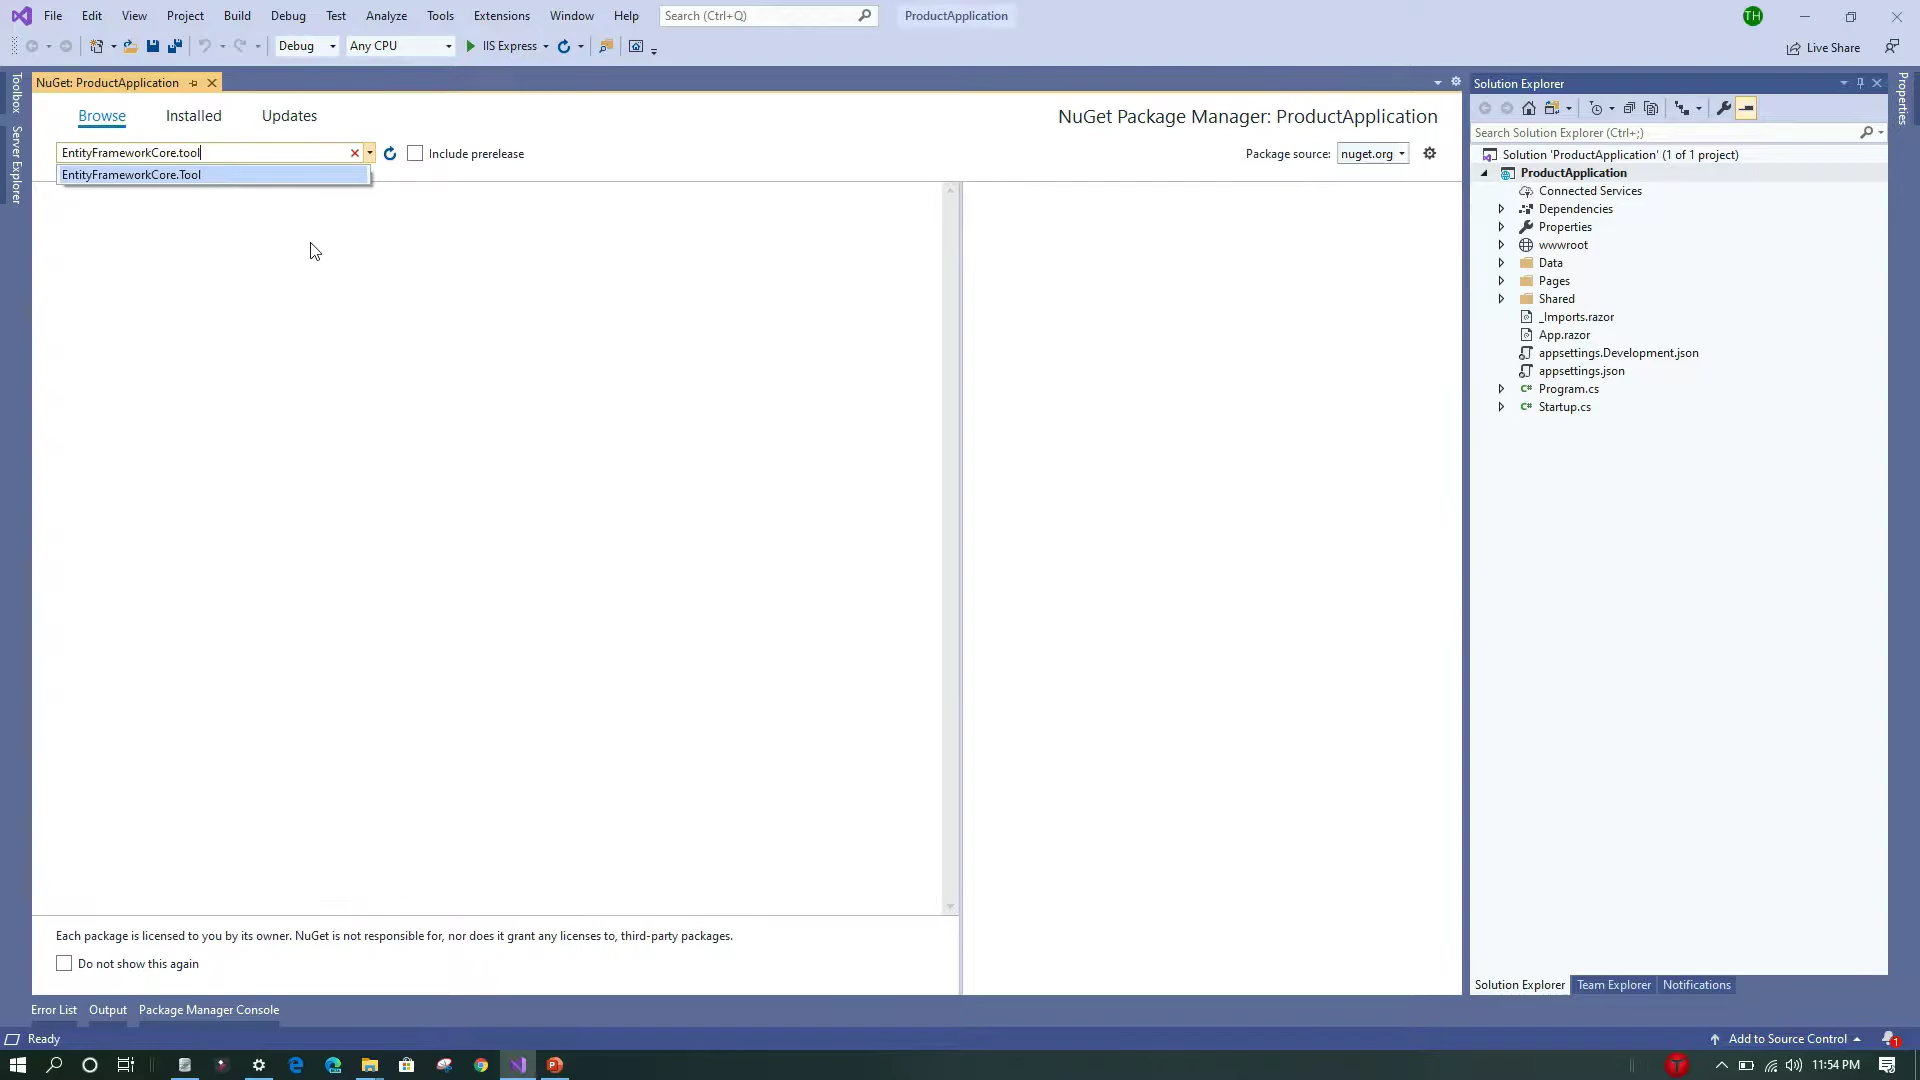 File Edit View Project Build Debug Test Analyze Tools Extensions Window Help Search (Ctrl+Q) ProductApplication TH
Debug Any CPU IIS Express Live Share
NuGet: ProductApplication
Toolbox
Server Explorer
Browse Installed Updates
NuGet Package Manager: ProductApplication
EntityFrameworkCore.tool
Include prerelease
Package source: nuget.org
EntityFrameworkCore.Tool
Each package is licensed to you by its owner. NuGet is not responsible for, nor does it grant any licenses to, third-party packages.
Do not show this again
Solution Explorer
Search Solution Explorer (Ctrl+;)
Solution 'ProductApplication' (1 of 1 project)
ProductApplication
Connected Services
Dependencies
Properties
wwwroot
Data
Pages
Shared
_Imports.razor
App.razor
appsettings.Development.json
appsettings.json
C# Program.cs
C# Startup.cs
Properties
Solution Explorer Team Explorer Notifications
Error List Output Package Manager Console
Ready
Add to Source Control 1
11:54 PM